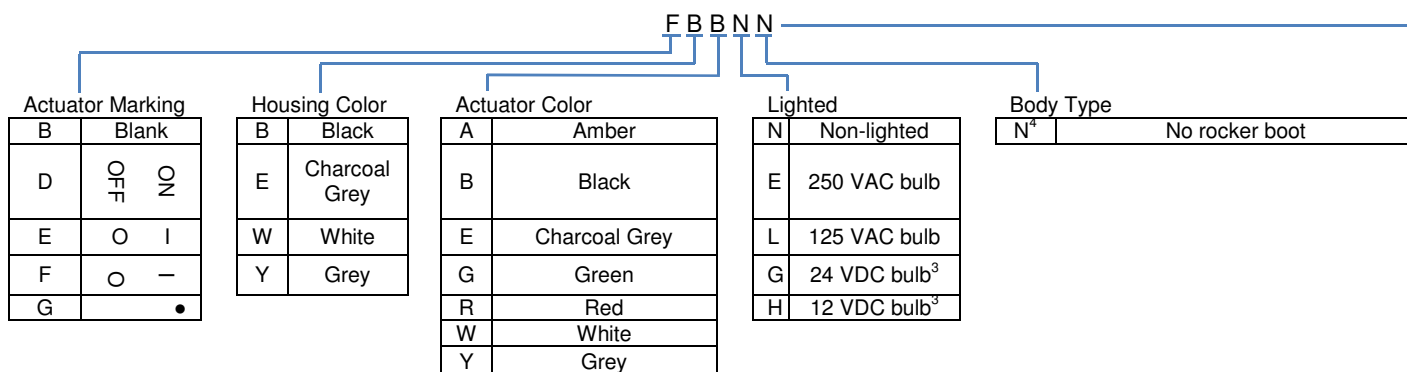 F B B N N
Actuator Marking
B Blank
D OFF ON
E O I
F O –
G •
Housing Color
B Black
E Charcoal
Grey
W White
Y Grey
Actuator Color
A Amber
B Black
E Charcoal Grey
G Green
R Red
W White
Y Grey
Lighted
N Non-lighted
E 250 VAC bulb
L 125 VAC bulb
G 24 VDC bulb³
H 12 VDC bulb³
Body Type
N⁴ No rocker boot